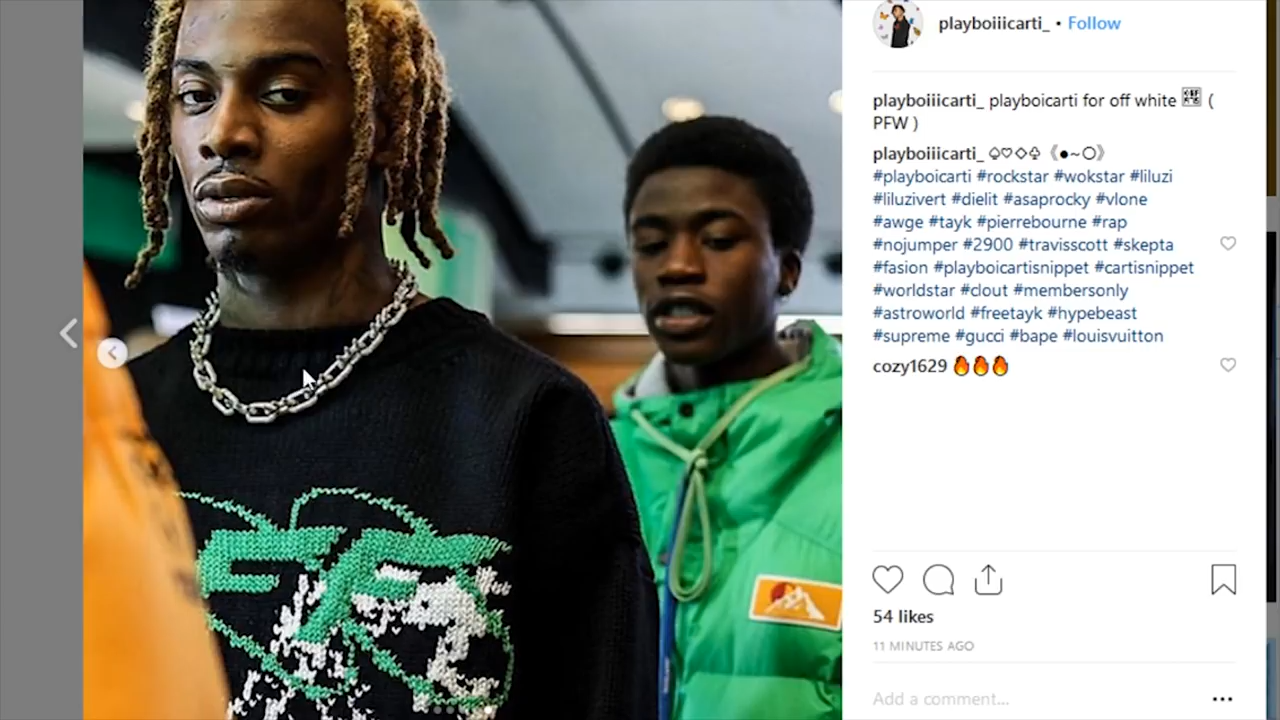 playboiiicarti_ • Follow
playboiiicarti_ playboicarti for off white (
PFW )
playboiiicarti_ ♤♡◇♧《●~○》
#playboicarti #rockstar #wokstar #liluzi
#liluzivert #dielit #asaprocky #vlone
#awge #tayk #pierrebourne #rap
#nojumper #2900 #travisscott #skepta
#fasion #playboicartisnippet #cartisnippet
#worldstar #clout #membersonly
#astroworld #freetayk #hypebeast
#supreme #gucci #bape #louisvuitton
cozy1629 🔥🔥🔥
54 likes
11 MINUTES AGO
Add a comment...